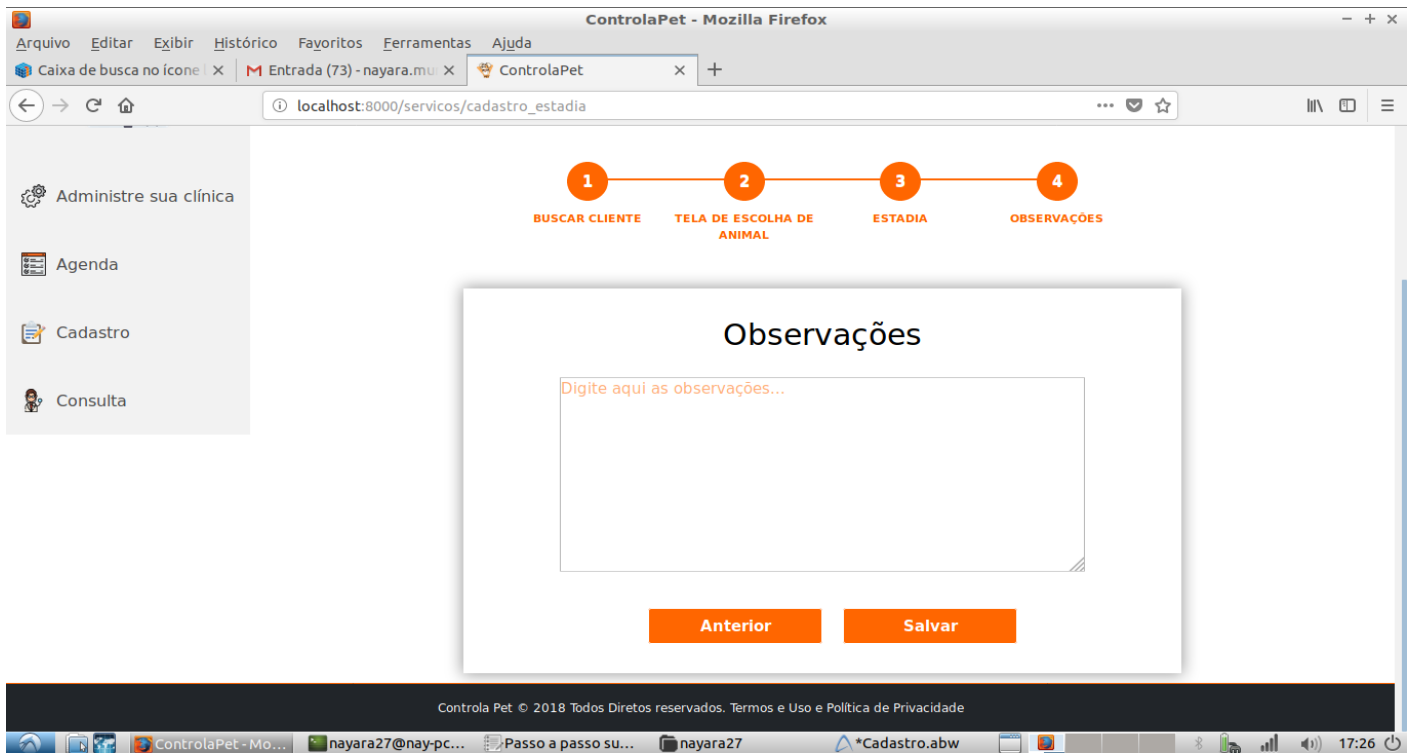 ControlaPet - Mozilla Firefox
Arquivo Editar Exibir Histórico Favoritos Ferramentas Ajuda
Caixa de busca no ícone
Entrada (73) - nayara.mu
ControlaPet
localhost:8000/servicos/cadastro_estadia
Administre sua clínica
Agenda
Cadastro
Consulta
1 2 3 4
BUSCAR CLIENTE
TELA DE ESCOLHA DE
ANIMAL
ESTADIA
OBSERVAÇÕES
Observações
Digite aqui as observações...
Anterior Salvar
Controla Pet © 2018 Todos Diretos reservados. Termos e Uso e Política de Privacidade
ControlaPet - Mo... nayara27@nay-pc... Passo a passo su... nayara27 *Cadastro.abw 17:26